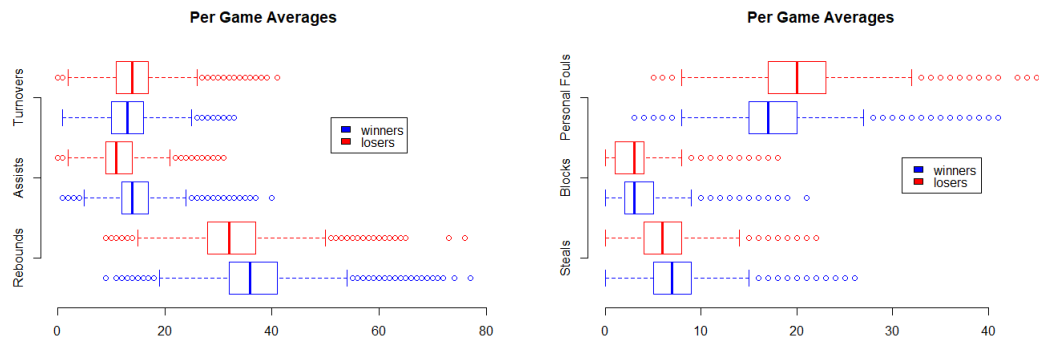 Per Game Averages
Turnovers
Assists
Rebounds
winners
losers
0 20 40 60 80
Per Game Averages
Personal Fouls
Blocks
Steals
winners
losers
0 10 20 30 40